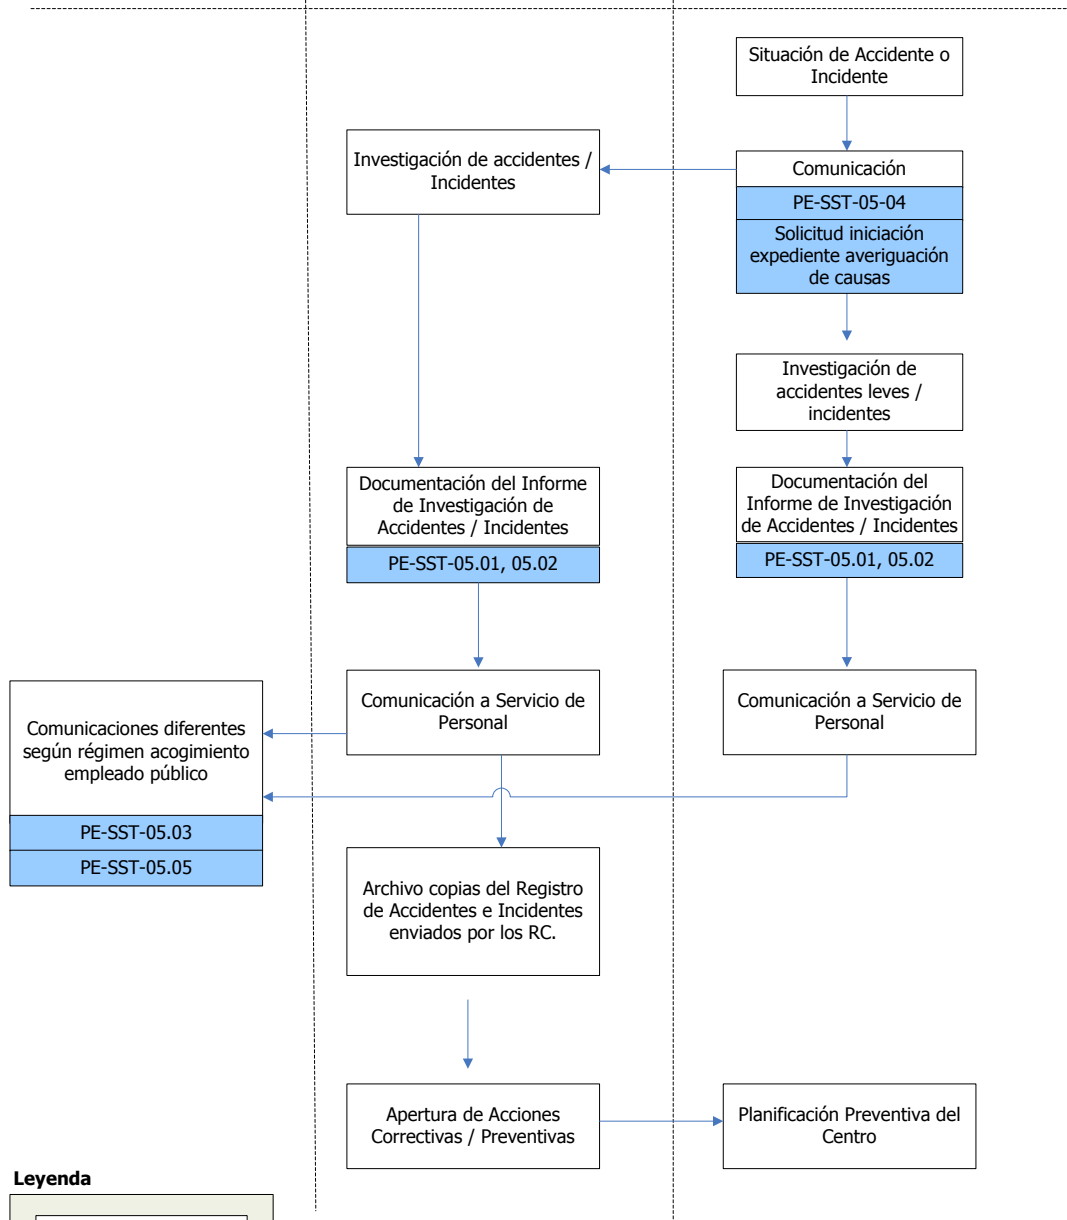 Situación de Accidente o
Incidente
Comunicación
PE-SST-05-04
Solicitud iniciación
expediente averiguación
de causas
Investigación de accidentes /
Incidentes
Investigación de
accidentes leves /
incidentes
Documentación del Informe
de Investigación de
Accidentes / Incidentes
PE-SST-05.01, 05.02
Documentación del
Informe de Investigación
de Accidentes / Incidentes
PE-SST-05.01, 05.02
Comunicación a Servicio de
Personal
Comunicación a Servicio de
Personal
Comunicaciones diferentes
según régimen acogimiento
empleado público
PE-SST-05.03
PE-SST-05.05
Archivo copias del Registro
de Accidentes e Incidentes
enviados por los RC.
Apertura de Acciones
Correctivas / Preventivas
Planificación Preventiva del
Centro
Leyenda